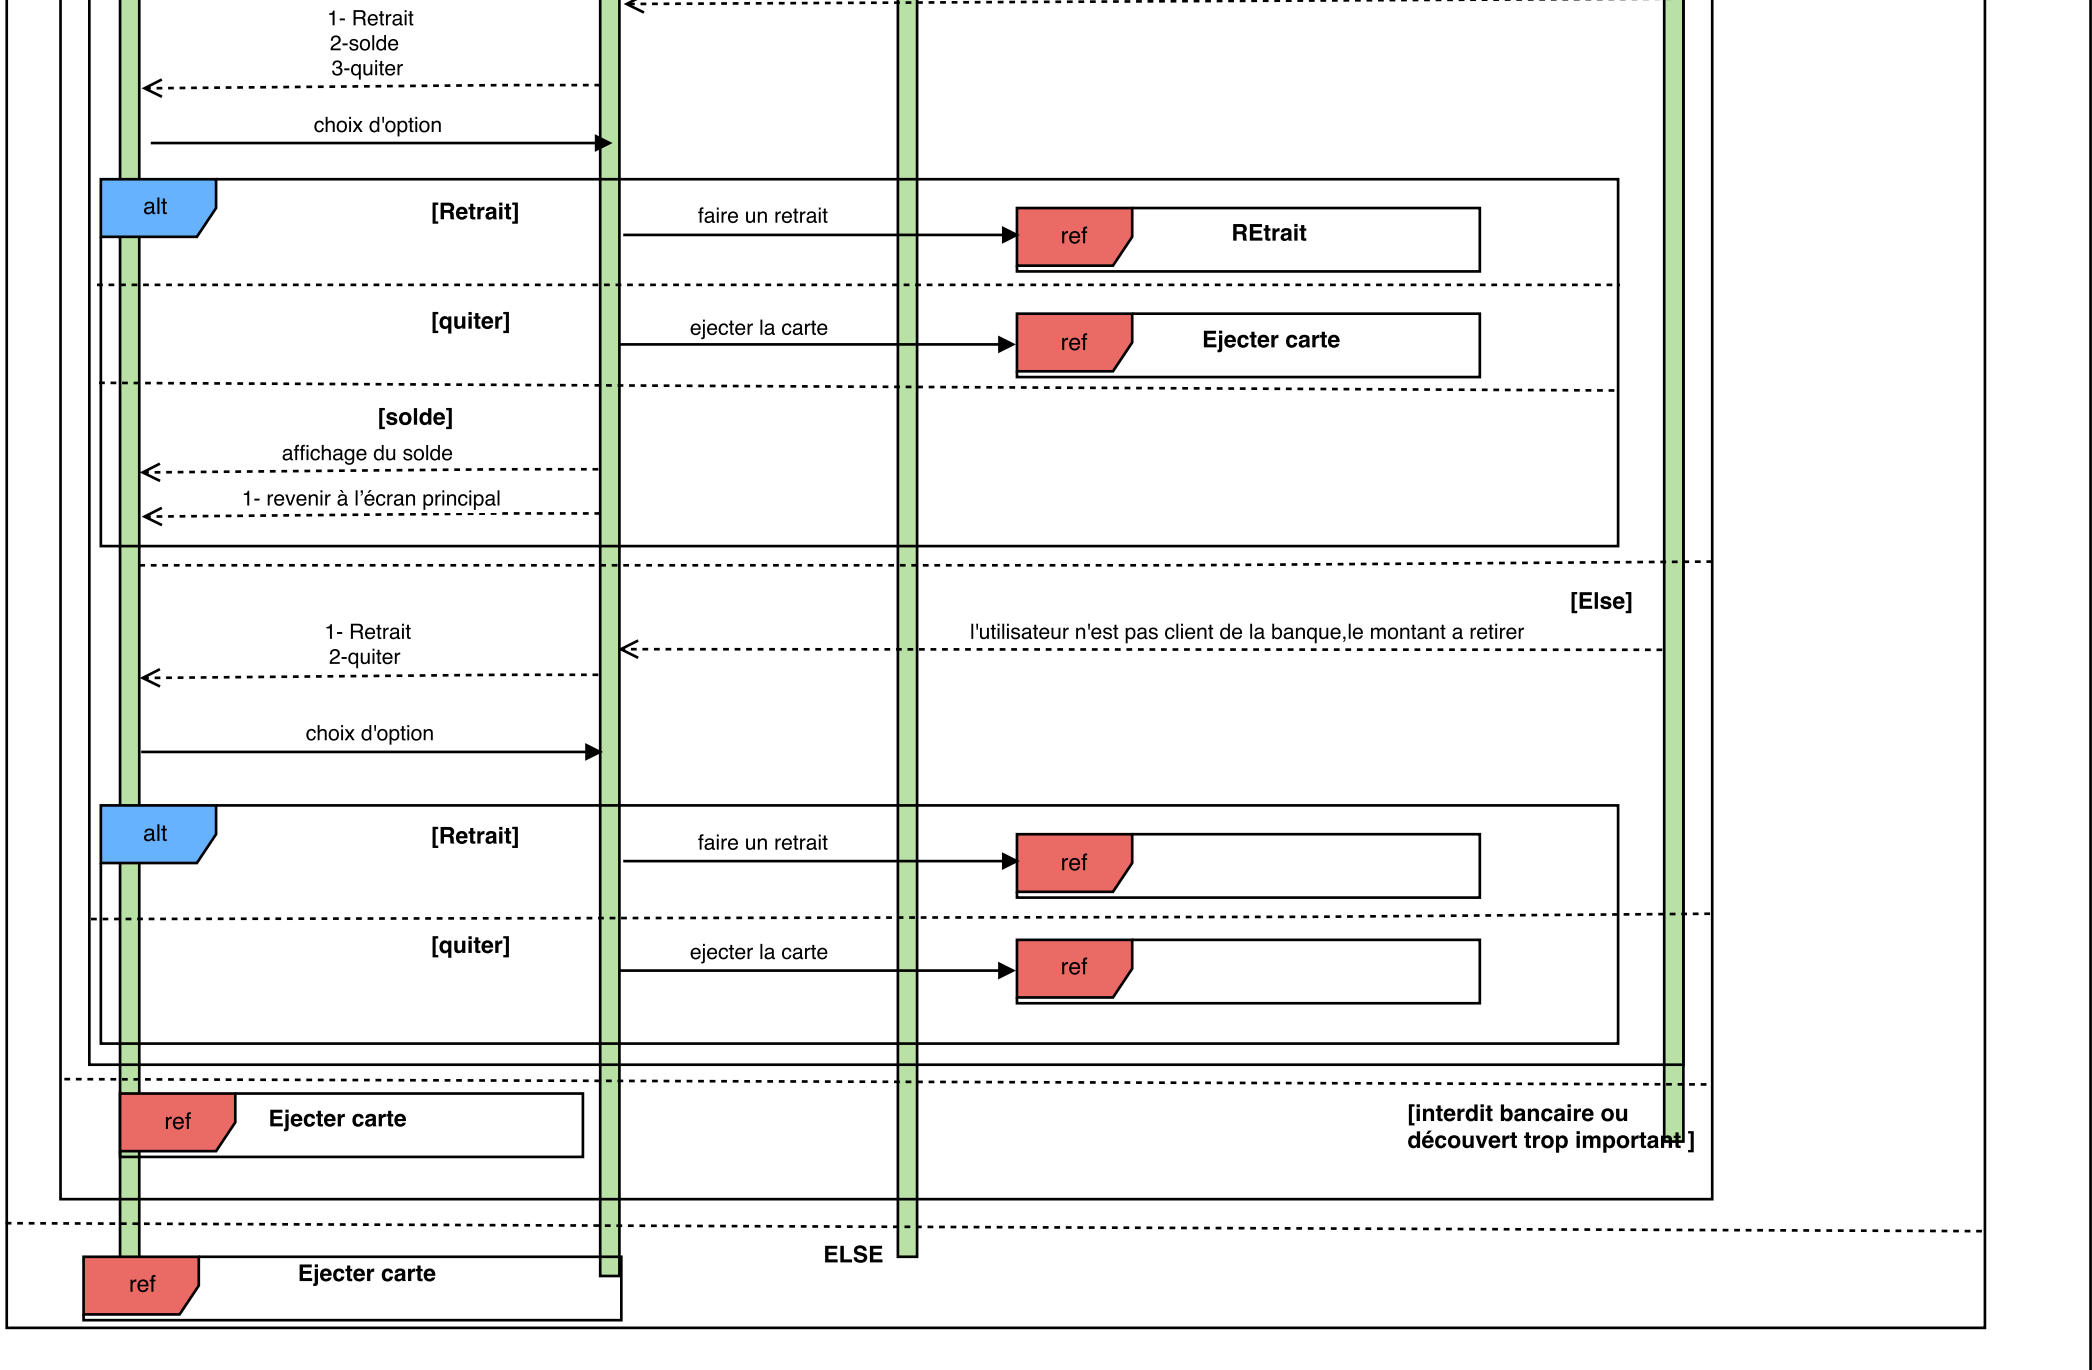 1- Retrait
2-solde
3-quiter
choix d'option
alt
[Retrait]
faire un retrait
ref
REtrait
[quiter]
ejecter la carte
ref
Ejecter carte
[solde]
affichage du solde
1- revenir à l'écran principal
[Else]
1- Retrait
2-quiter
l'utilisateur n'est pas client de la banque,le montant a retirer
choix d'option
alt
[Retrait]
faire un retrait
ref
[quiter]
ejecter la carte
ref
ref
Ejecter carte
[interdit bancaire ou
découvert trop important ]
ELSE
ref
Ejecter carte